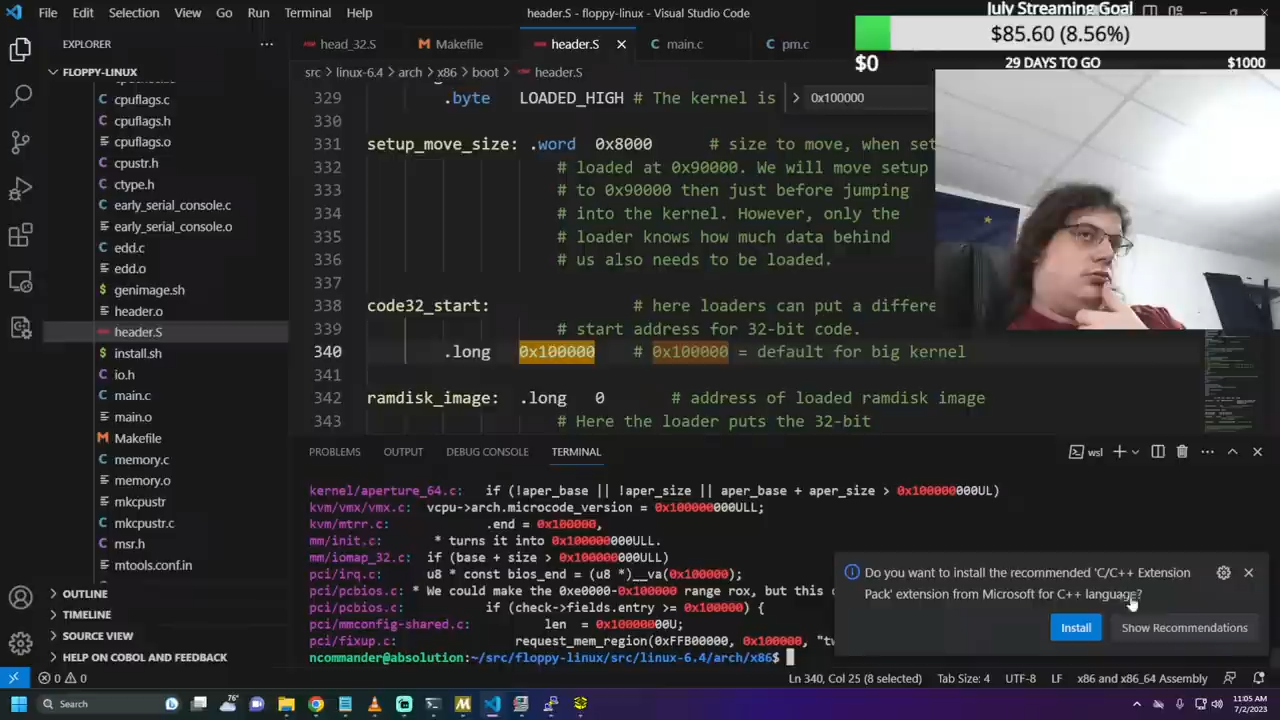 File Edit Selection View Go Run Terminal Help
header.S - floppy-linux - Visual Studio Code
July Streaming Goal
$85.60 (8.56%)
$0 29 DAYS TO GO $1000
EXPLORER
FLOPPY-LINUX
cpuflags.c
cpuflags.h
cpuflags.o
cpustr.h
ctype.h
early_serial_console.c
early_serial_console.o
edd.c
edd.o
genimage.sh
header.o
header.S
install.sh
io.h
main.c
main.o
Makefile
memory.c
memory.o
mkcpustr
mkcpustr.c
msr.h
mtools.conf.in
OUTLINE
TIMELINE
SOURCE VIEW
HELP ON COBOL AND FREEBASIC
head_32.S Makefile header.S main.c pm.c
src > linux-6.4 > arch > x86 > boot > header.S
0x100000
329 .byte LOADED_HIGH # The kernel is
330
331 setup_move_size: .word 0x8000 # size to move, when set
332 # loaded at 0x90000. We will move setup
333 # to 0x90000 then just before jumping
334 # into the kernel. However, only the
335 # loader knows how much data behind
336 # us also needs to be loaded.
337
338 code32_start: # here loaders can put a differe
339 # start address for 32-bit code.
340 .long 0x100000 # 0x100000 = default for big kernel
341
342 ramdisk_image: .long 0 # address of loaded ramdisk image
343 # Here the loader puts the 32-bit
PROBLEMS OUTPUT DEBUG CONSOLE TERMINAL
wsl
kernel/aperture_64.c: if (!aper_base || !aper_size || aper_base + aper_size > 0x100000000UL)
kvm/vmx/vmx.c: vcpu->arch.microcode_version = 0x100000000ULL;
kvm/mtrr.c: .end = 0x100000,
mm/init.c: * turns it into 0x100000.
mm/iomap_32.c: if (base + size > 0x100000000ULL)
pci/irq.c: u8 * const bios_end = (u8 *)__va(0x100000);
pci/pcbios.c: * We could make the 0xe0000-0x100000 range rox, but this c
pci/pcbios.c: if (check->fields.entry >= 0x100000) {
pci/mmconfig-shared.c: len = 0x10000000U;
pci/fixup.c: request_mem_region(0xFFB00000, 0x100000, "tw
ncommander@absolution:~/src/floppy-linux/src/linux-6.4/arch/x86$
Do you want to install the recommended 'C/C++ Extension
Pack' extension from Microsoft for C++ language?
Install Show Recommendations
0 0
Ln 340, Col 25 (8 selected) Tab Size: 4 UTF-8 LF x86 and x86_64 Assembly
Search
76°
11:05 AM
7/2/2023